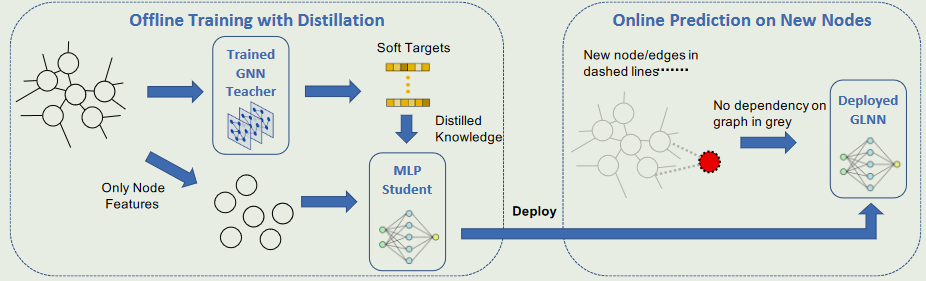 Offline Training with Distillation
Trained
GNN
Teacher
Soft Targets
Distilled
Knowledge
Only Node
Features
MLP
Student
Deploy
Online Prediction on New Nodes
New node/edges in
dashed lines
No dependency on
graph in grey
Deployed
GLNN